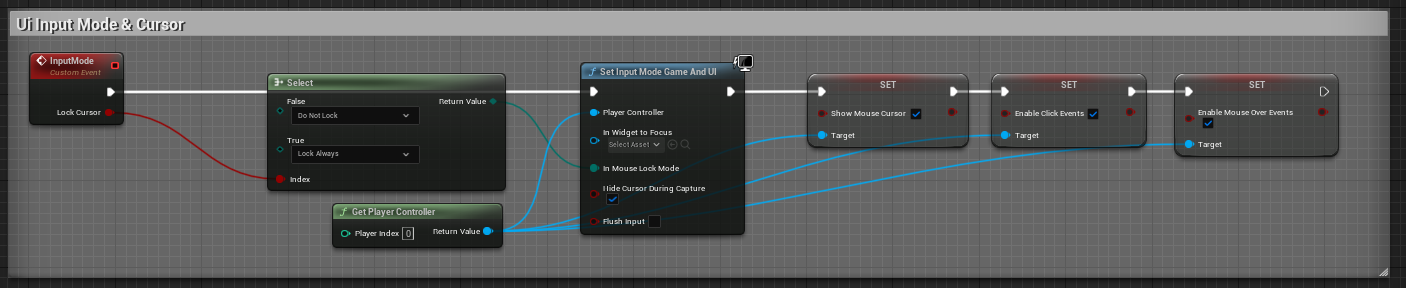 Ui Input Mode & Cursor
InputMode
Custom Event
Lock Cursor
Select
False
Do Not Lock
Return Value
True
Lock Always
Index
Get Player Controller
Player Index 0
Return Value
Set Input Mode Game And UI
Player Controller
In Widget to Focus
Select Asset
In Mouse Lock Mode
Hide Cursor During Capture
Flush Input
SET
Show Mouse Cursor
Target
SET
Enable Click Events
Target
SET
Enable Mouse Over Events
Target